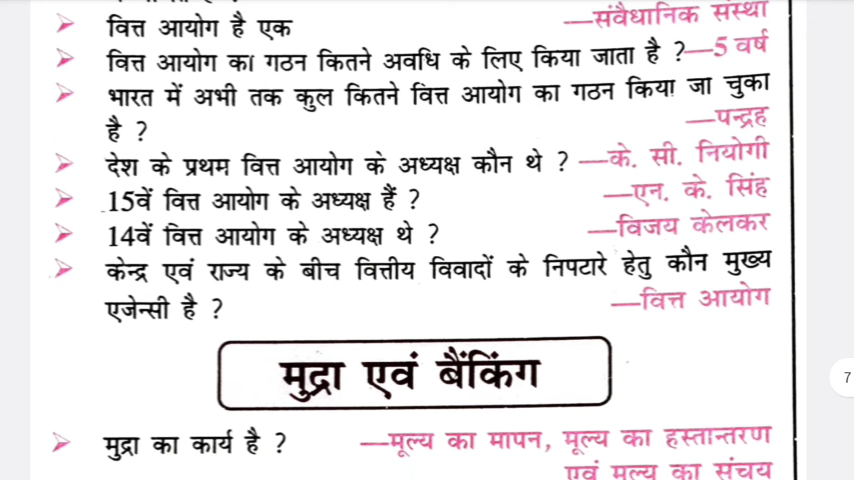 वित्त आयोग है एक —संवैधानिक संस्था
वित्त आयोग का गठन कितने अवधि के लिए किया जाता है ?—5 वर्ष
भारत में अभी तक कुल कितने वित्त आयोग का गठन किया जा चुका
है ? —पन्द्रह
देश के प्रथम वित्त आयोग के अध्यक्ष कौन थे ? —के. सी. नियोगी
15वें वित्त आयोग के अध्यक्ष हैं ? —एन. के. सिंह
14वें वित्त आयोग के अध्यक्ष थे ? —विजय केलकर
केन्द्र एवं राज्य के बीच वित्तीय विवादों के निपटारे हेतु कौन मुख्य
एजेन्सी है ? —वित्त आयोग
मुद्रा एवं बैंकिंग
7
मुद्रा का कार्य है ? —मूल्य का मापन, मूल्य का हस्तान्तरण
एवं मूल्य का संचय